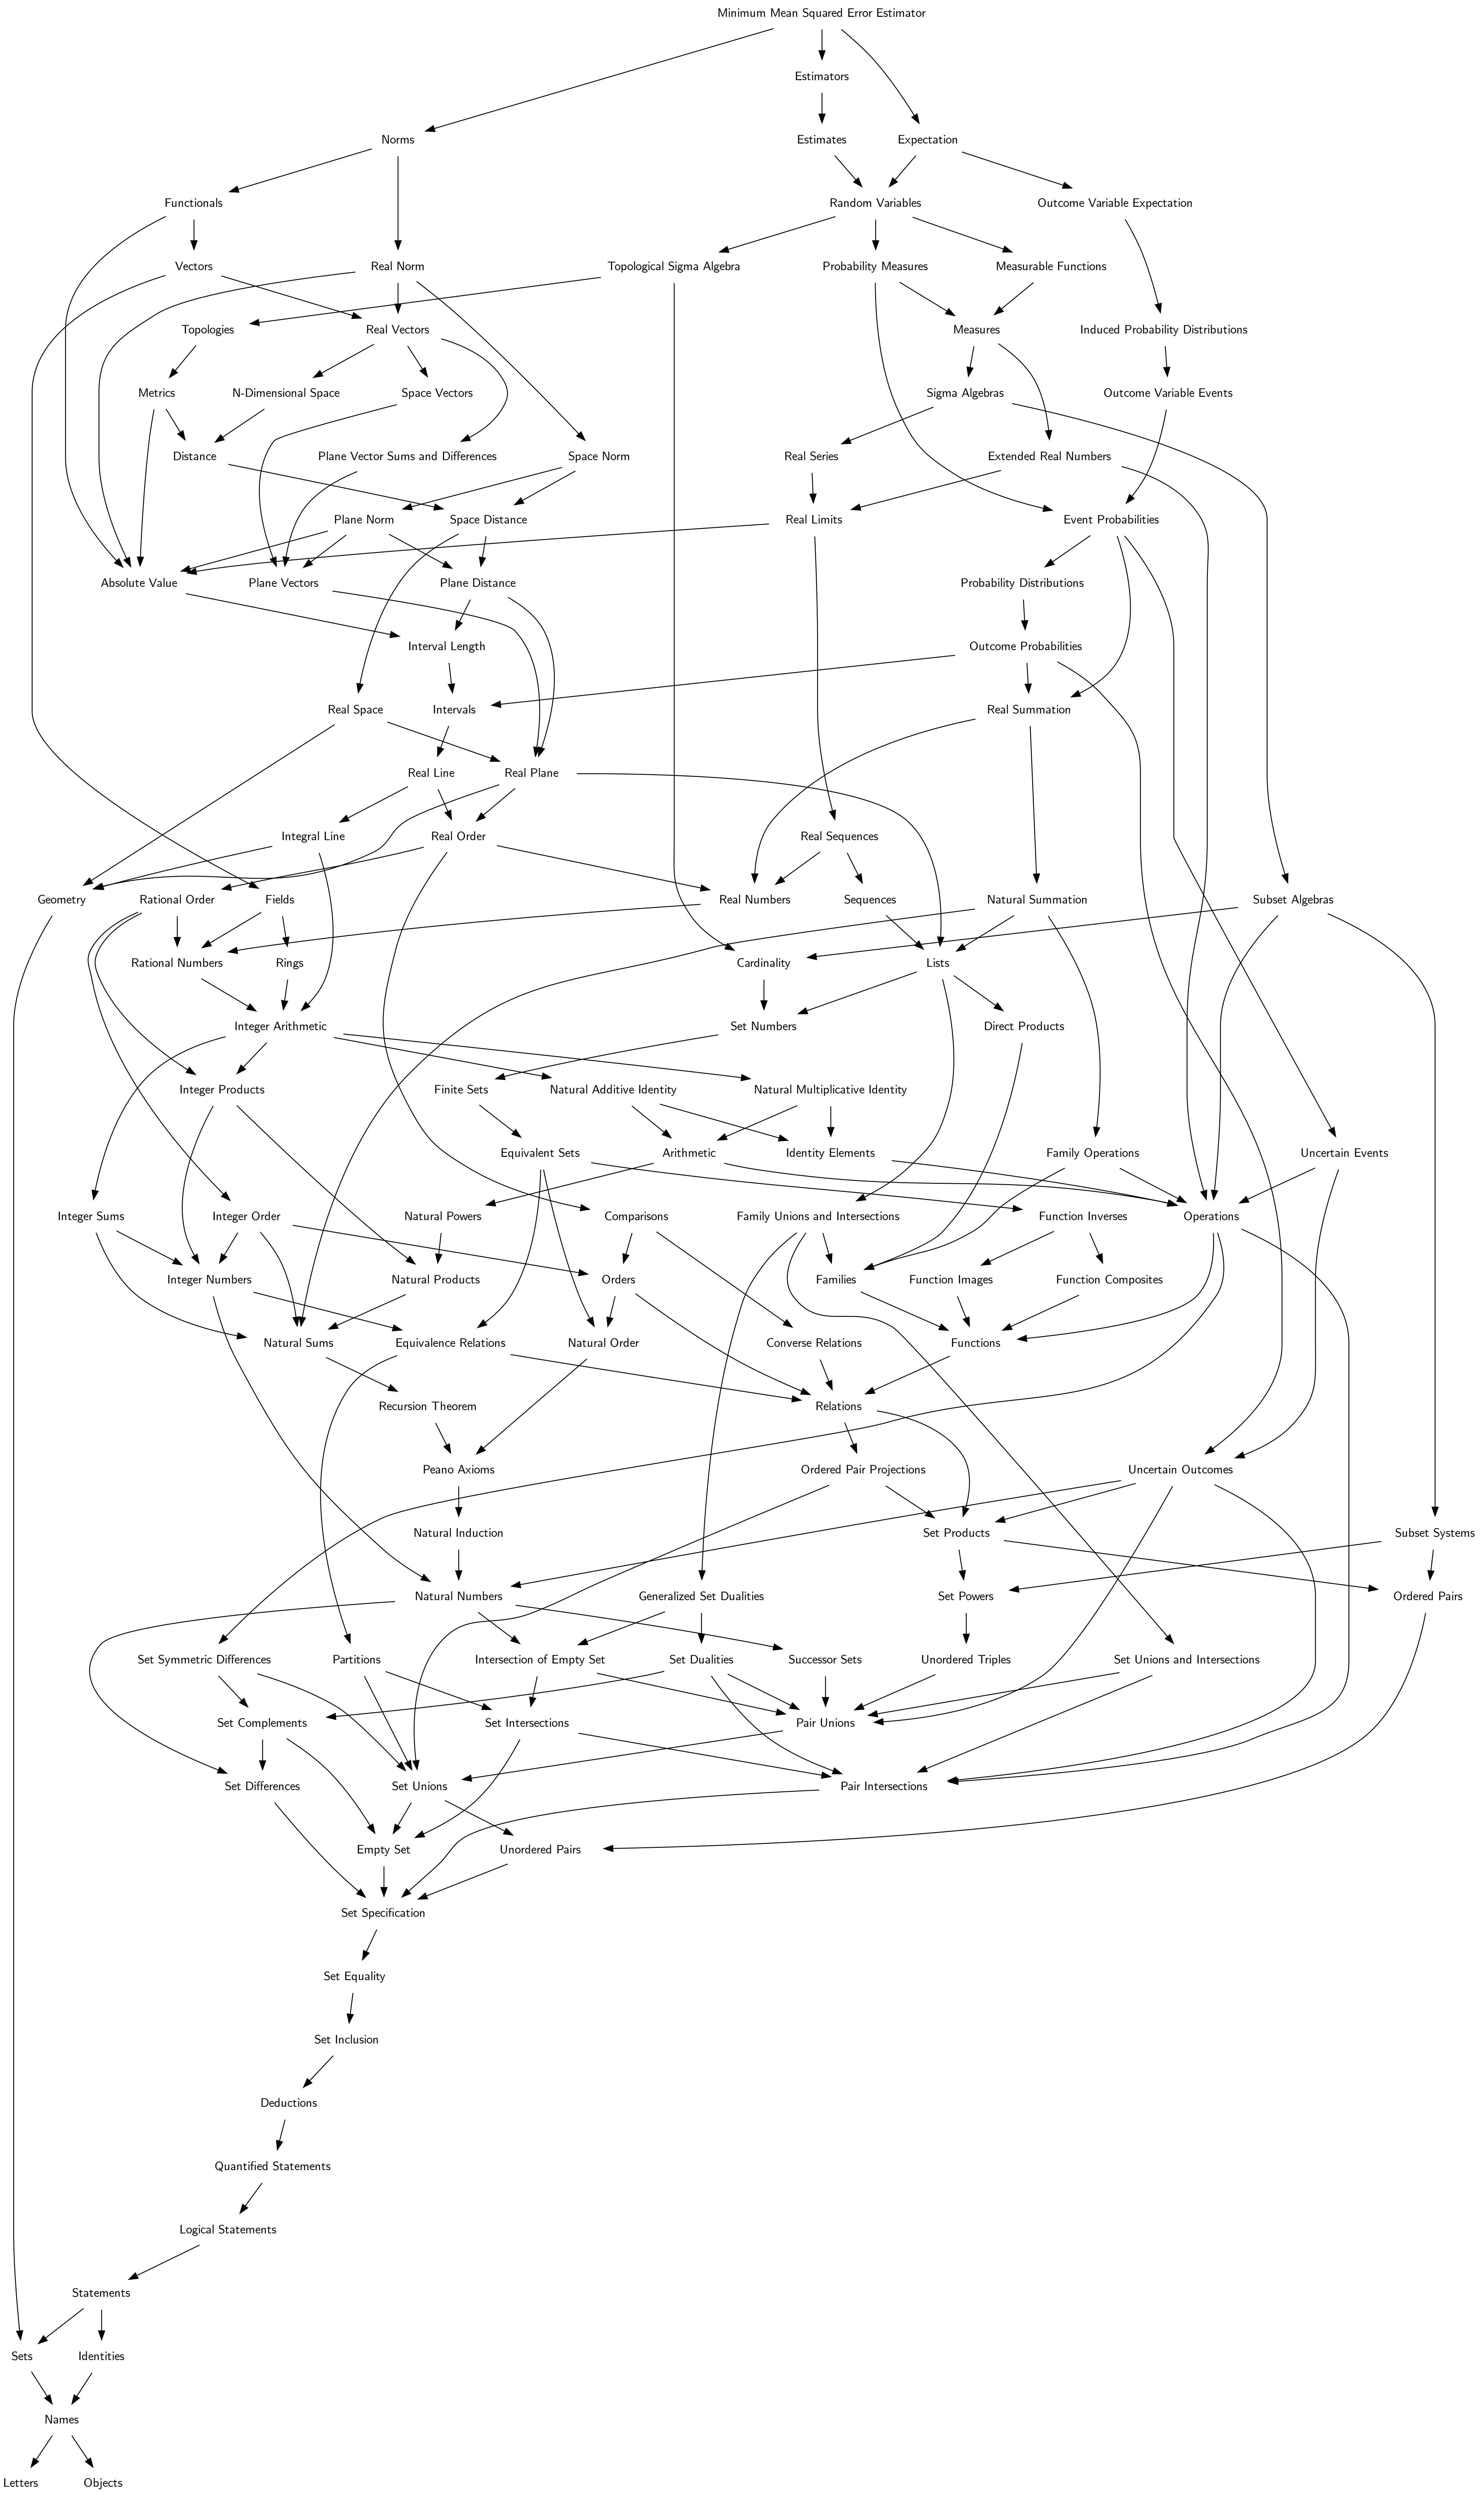 Minimum Mean Squared Error Estimator
Estimators
Norms
Estimates
Expectation
Functionals
Random Variables
Outcome Variable Expectation
Vectors
Real Norm
Topological Sigma Algebra
Probability Measures
Measurable Functions
Topologies
Real Vectors
Measures
Induced Probability Distributions
Metrics
N-Dimensional Space
Space Vectors
Sigma Algebras
Outcome Variable Events
Distance
Plane Vector Sums and Differences
Space Norm
Real Series
Extended Real Numbers
Plane Norm
Space Distance
Real Limits
Event Probabilities
Absolute Value
Plane Vectors
Plane Distance
Probability Distributions
Interval Length
Outcome Probabilities
Real Space
Intervals
Real Summation
Real Line
Real Plane
Integral Line
Real Order
Real Sequences
Geometry
Rational Order
Fields
Real Numbers
Sequences
Natural Summation
Subset Algebras
Rational Numbers
Rings
Cardinality
Lists
Integer Arithmetic
Set Numbers
Direct Products
Integer Products
Finite Sets
Natural Additive Identity
Natural Multiplicative Identity
Equivalent Sets
Arithmetic
Identity Elements
Family Operations
Uncertain Events
Integer Sums
Integer Order
Natural Powers
Comparisons
Family Unions and Intersections
Function Inverses
Operations
Integer Numbers
Natural Products
Orders
Families
Function Images
Function Composites
Natural Sums
Equivalence Relations
Natural Order
Converse Relations
Functions
Recursion Theorem
Relations
Peano Axioms
Ordered Pair Projections
Uncertain Outcomes
Natural Induction
Set Products
Subset Systems
Natural Numbers
Generalized Set Dualities
Set Powers
Ordered Pairs
Set Symmetric Differences
Partitions
Intersection of Empty Set
Set Dualities
Successor Sets
Unordered Triples
Set Unions and Intersections
Set Complements
Set Intersections
Pair Unions
Set Differences
Set Unions
Pair Intersections
Empty Set
Unordered Pairs
Set Specification
Set Equality
Set Inclusion
Deductions
Quantified Statements
Logical Statements
Statements
Sets
Identities
Names
Letters
Objects